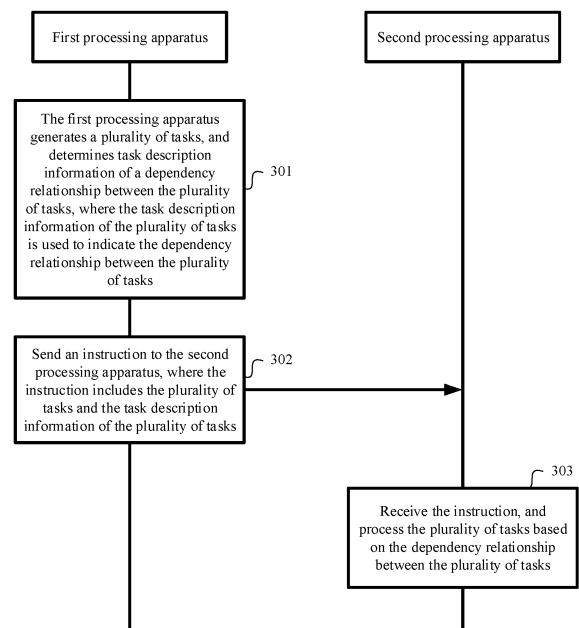 First processing apparatus
Second processing apparatus
The first processing apparatus
generates a plurality of tasks, and
determines task description
information of a dependency
relationship between the plurality
of tasks, where the task description
information of the plurality of tasks
is used to indicate the dependency
relationship between the plurality
of tasks
301
Send an instruction to the second
processing apparatus, where the
instruction includes the plurality of
tasks and the task description
information of the plurality of tasks
302
303
Receive the instruction, and
process the plurality of tasks based
on the dependency relationship
between the plurality of tasks